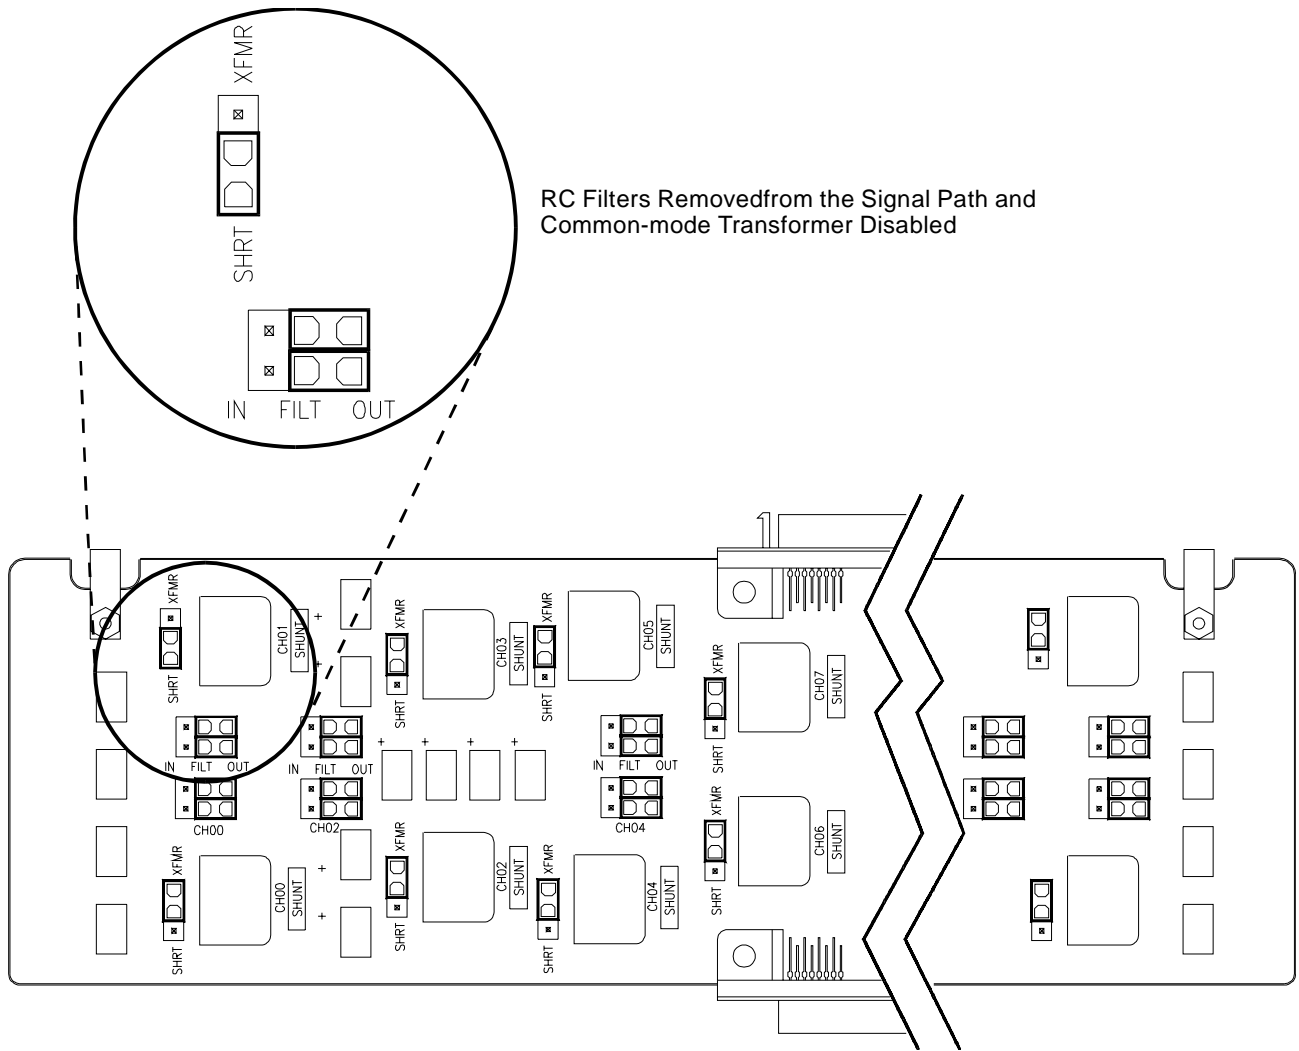 XFMR
SHRT
IN FILT OUT
RC Filters Removedfrom the Signal Path and
Common-mode Transformer Disabled
XFMR
SHRT
CH01
SHUNT
+
+
XFMR
SHRT
CH03
SHUNT
XFMR
SHRT
CH05
SHUNT
XFMR
SHRT
CH07
SHUNT
IN FILT OUT
IN FILT OUT
+ + + +
IN FILT OUT
CH00
CH02
CH04
XFMR
SHRT
CH00
SHUNT
+
+
XFMR
SHRT
CH02
SHUNT
XFMR
SHRT
CH04
SHUNT
XFMR
SHRT
CH06
SHUNT